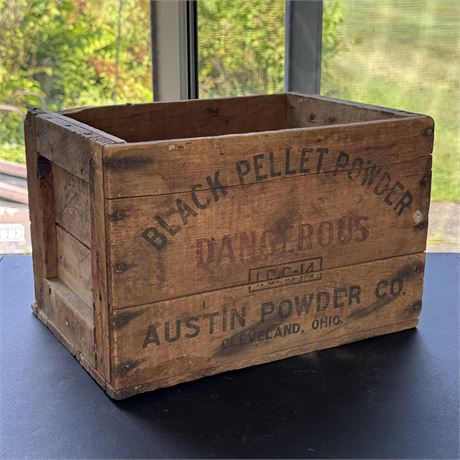 BLACK PELLET POWDER
DANGEROUS
I.C.C-14
AUSTIN POWDER CO.
CLEVELAND, OHIO.